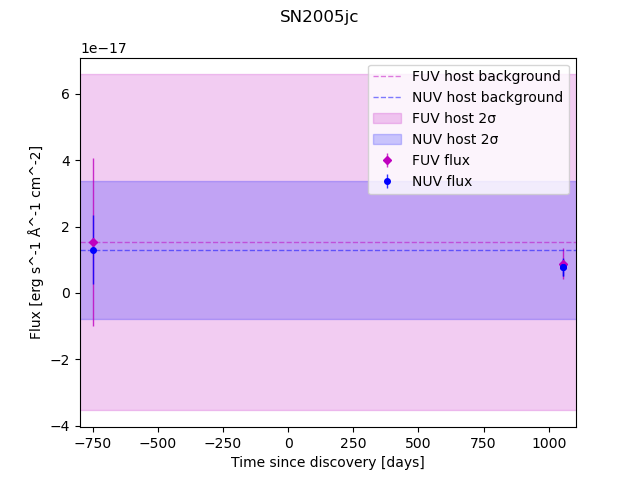 SN2005jc
1e−17
FUV host background
NUV host background
FUV host 2σ
NUV host 2σ
FUV flux
NUV flux
6
4
2
0
−2
−4
Flux [erg s^-1 Å^-1 cm^-2]
−750
−500
−250
0
250
500
750
1000
Time since discovery [days]